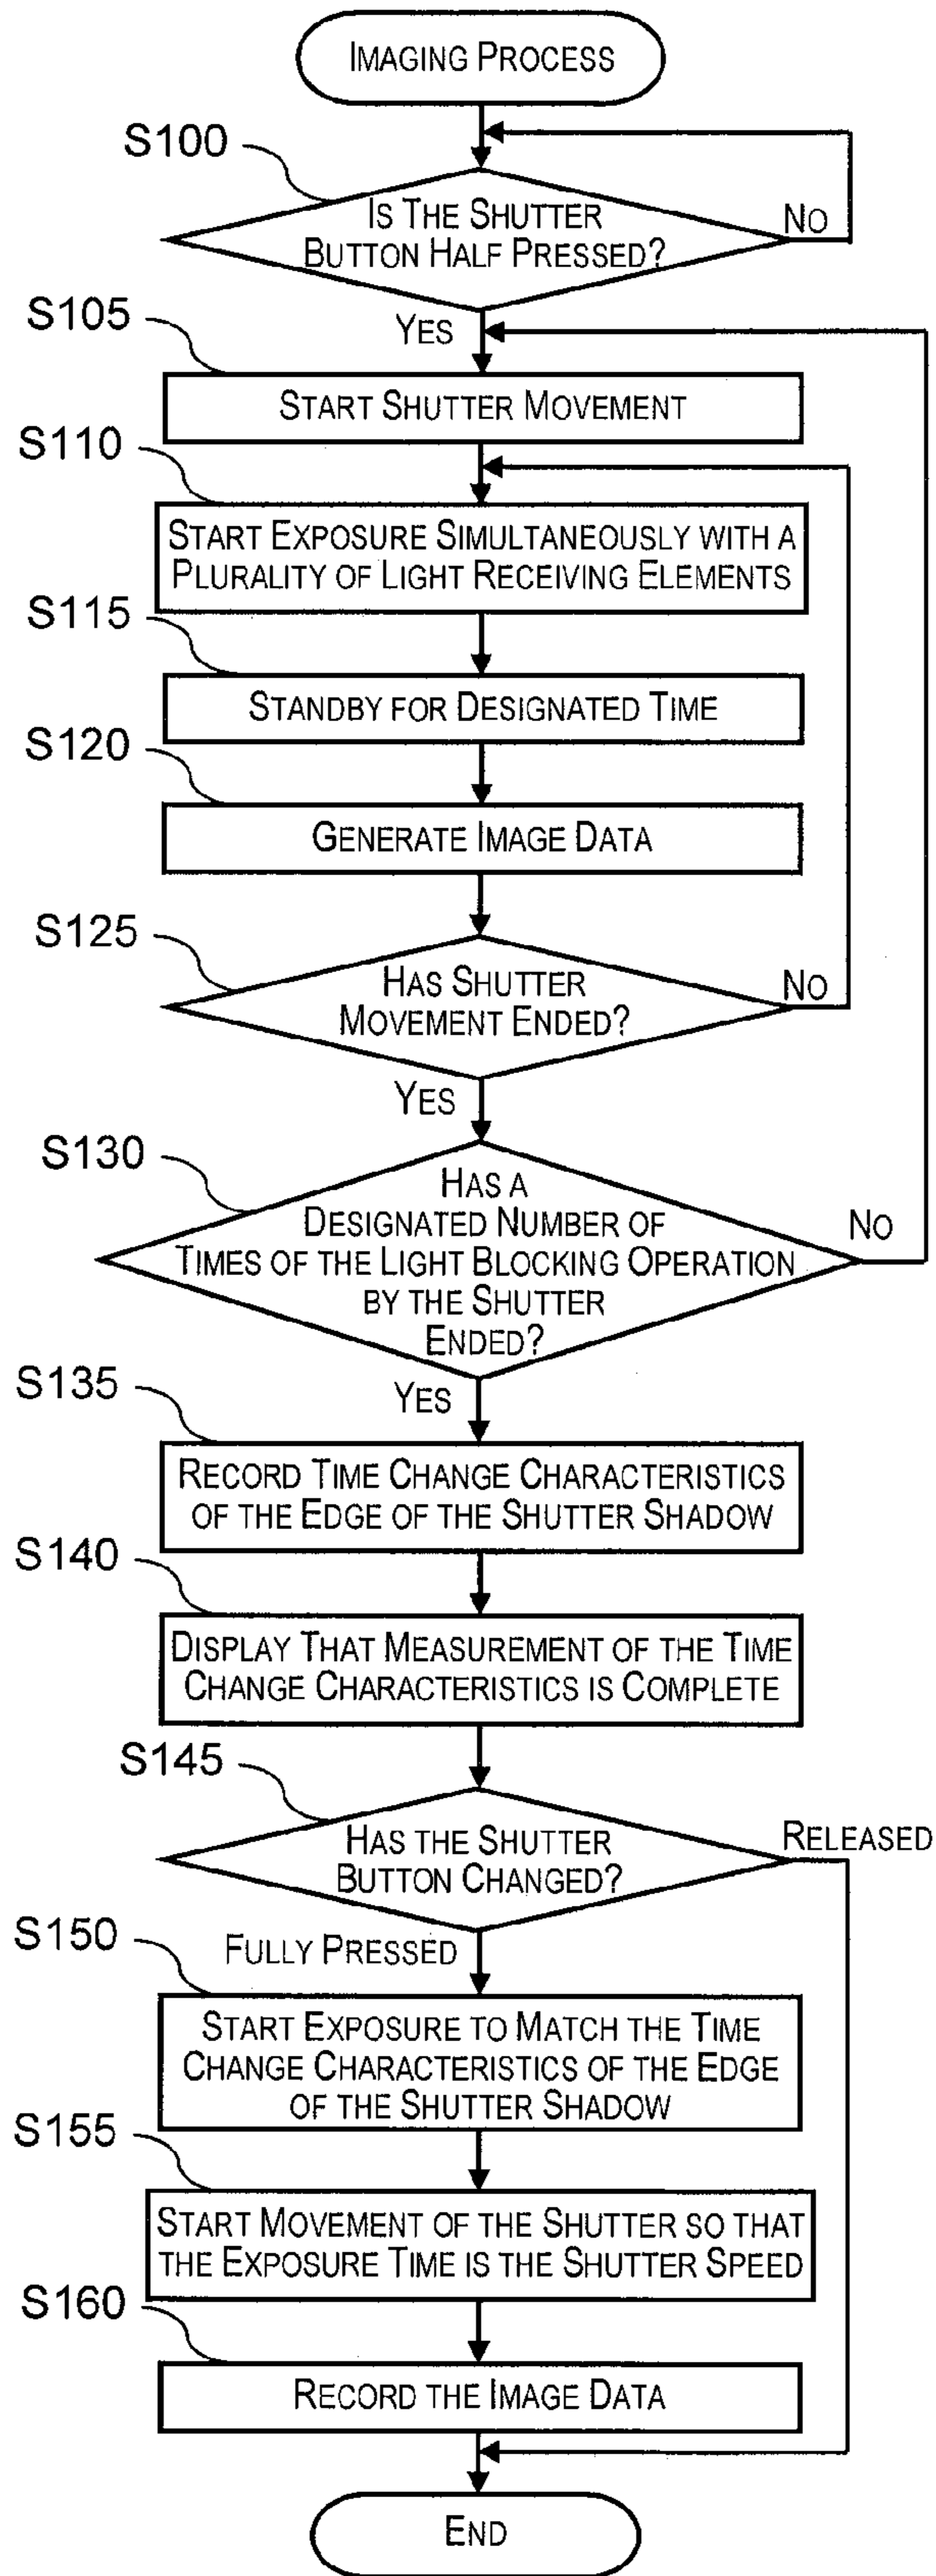 IMAGING PROCESS
S100
IS THE SHUTTER
BUTTON HALF PRESSED?
NO
YES
S105
START SHUTTER MOVEMENT
S110
START EXPOSURE SIMULTANEOUSLY WITH A
PLURALITY OF LIGHT RECEIVING ELEMENTS
S115
STANDBY FOR DESIGNATED TIME
S120
GENERATE IMAGE DATA
S125
HAS SHUTTER
MOVEMENT ENDED?
NO
YES
S130
HAS A
DESIGNATED NUMBER OF
TIMES OF THE LIGHT BLOCKING OPERATION
BY THE SHUTTER
ENDED?
NO
YES
S135
RECORD TIME CHANGE CHARACTERISTICS
OF THE EDGE OF THE SHUTTER SHADOW
S140
DISPLAY THAT MEASUREMENT OF THE TIME
CHANGE CHARACTERISTICS IS COMPLETE
S145
HAS THE SHUTTER
BUTTON CHANGED?
RELEASED
FULLY PRESSED
S150
START EXPOSURE TO MATCH THE TIME
CHANGE CHARACTERISTICS OF THE EDGE
OF THE SHUTTER SHADOW
S155
START MOVEMENT OF THE SHUTTER SO THAT
THE EXPOSURE TIME IS THE SHUTTER SPEED
S160
RECORD THE IMAGE DATA
END